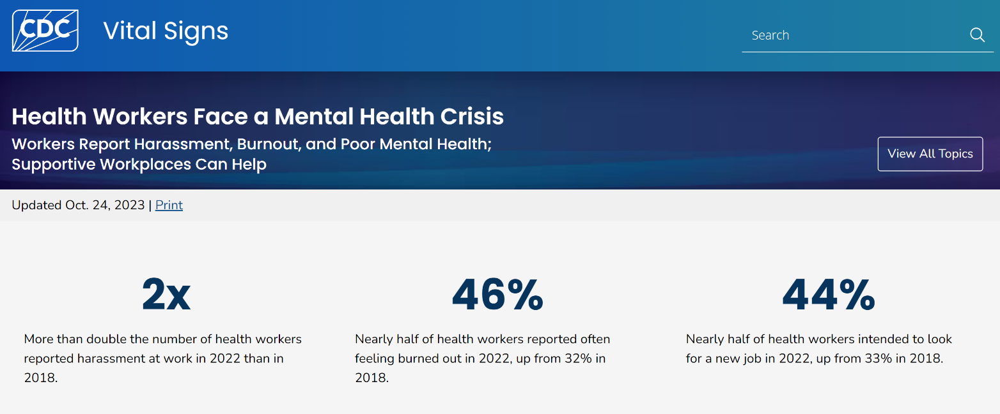 CDC
Vital Signs
Search
Health Workers Face a Mental Health Crisis
Workers Report Harassment, Burnout, and Poor Mental Health;
Supportive Workplaces Can Help
View All Topics
Updated Oct. 24, 2023 | Print
2x
More than double the number of health workers
reported harassment at work in 2022 than in
2018.
46%
Nearly half of health workers reported often
feeling burned out in 2022, up from 32% in
2018.
44%
Nearly half of health workers intended to look
for a new job in 2022, up from 33% in 2018.